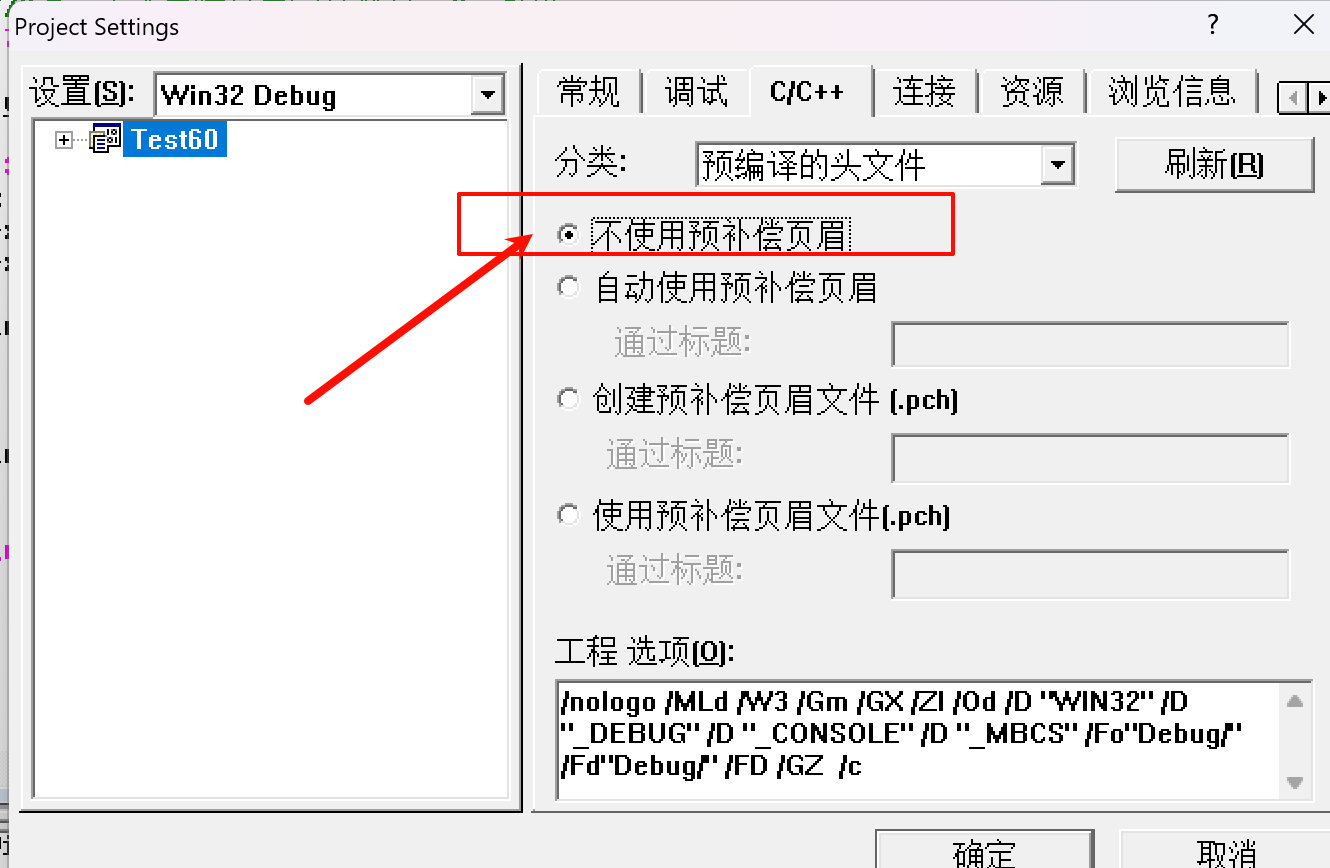 Project Settings
?
设置(S): Win32 Debug
Test60
常规 调试 C/C++ 连接 资源 浏览信息
分类: 预编译的头文件 刷新(R)
不使用预补偿页眉
自动使用预补偿页眉
通过标题:
创建预补偿页眉文件 (.pch)
通过标题:
使用预补偿页眉文件(.pch)
通过标题:
工程 选项(O):
/nologo /MLd /W3 /Gm /GX /ZI /Od /D "WIN32" /D
"_DEBUG" /D "_CONSOLE" /D "_MBCS" /Fo"Debug/"
/Fd"Debug/" /FD /GZ /c
确定 取消